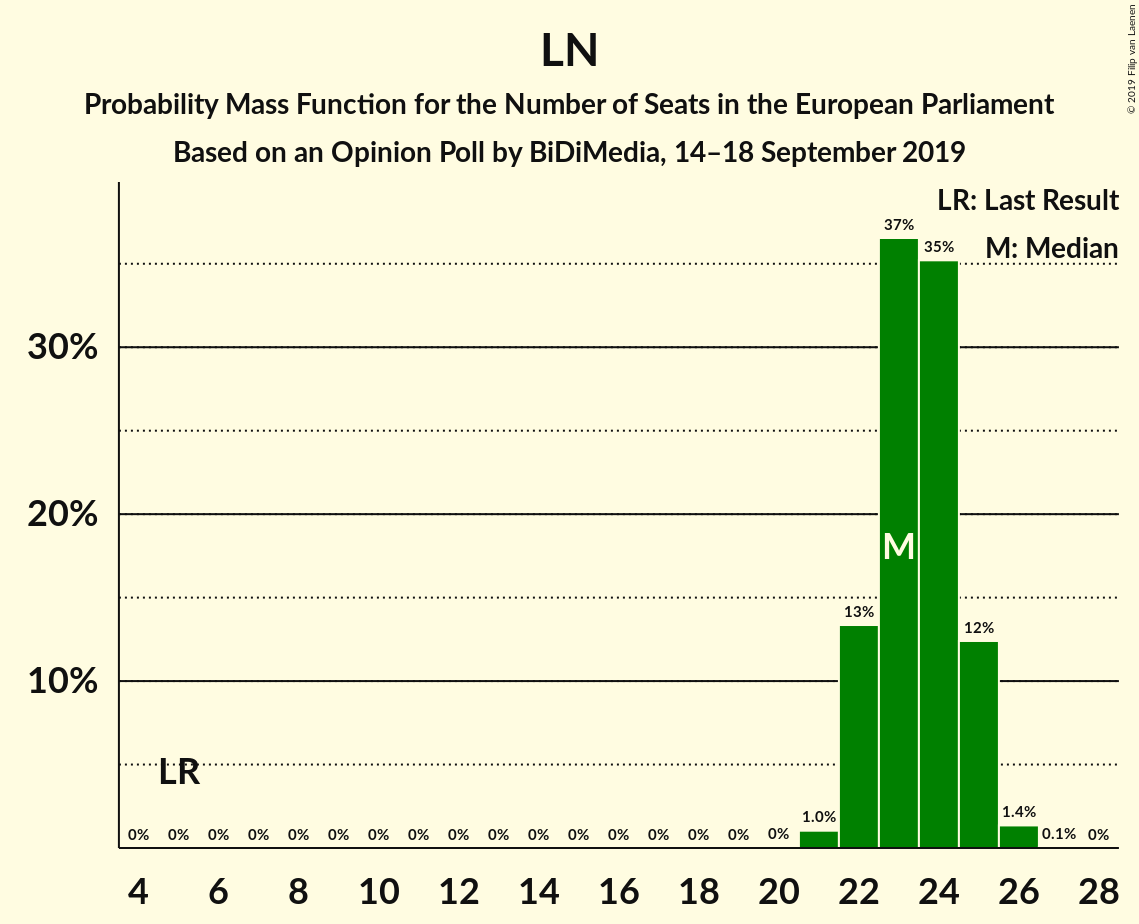 LN
Probability Mass Function for the Number of Seats in the European Parliament
Based on an Opinion Poll by BiDiMedia, 14–18 September 2019
© 2019 Filip van Laenen
LR: Last Result
M: Median
37%
35%
30%
20%
M
13%
12%
10%
LR
0% 0% 0% 0% 0% 0% 0% 0% 0% 0% 0% 0% 0% 0% 0% 0% 0% 1.0% 1.4% 0.1% 0%
4 6 8 10 12 14 16 18 20 22 24 26 28